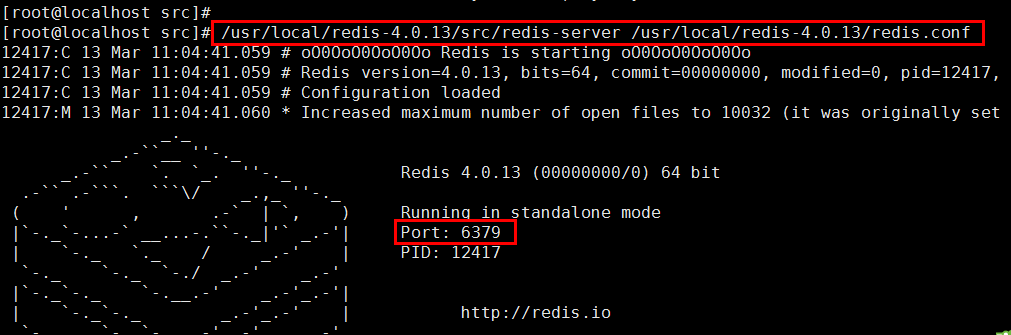 [root@localhost src]#
[root@localhost src]# /usr/local/redis-4.0.13/src/redis-server /usr/local/redis-4.0.13/redis.conf
12417:C 13 Mar 11:04:41.059 # oO0OoO0OoO0Oo Redis is starting oO0OoO0OoO0Oo
12417:C 13 Mar 11:04:41.059 # Redis version=4.0.13, bits=64, commit=00000000, modified=0, pid=12417,
12417:C 13 Mar 11:04:41.059 # Configuration loaded
12417:M 13 Mar 11:04:41.060 * Increased maximum number of open files to 10032 (it was originally set
Redis 4.0.13 (00000000/0) 64 bit
Running in standalone mode
Port: 6379
PID: 12417
http://redis.io